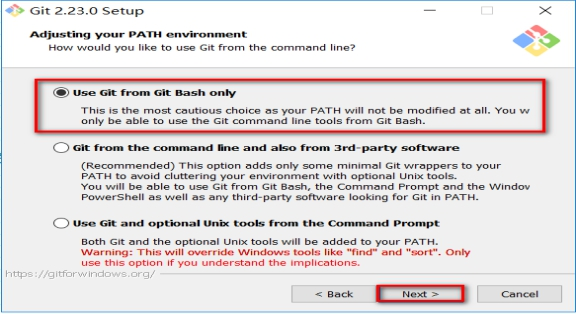 Git 2.23.0 Setup
Adjusting your PATH environment
How would you like to use Git from the command line?
Use Git from Git Bash only
This is the most cautious choice as your PATH will not be modified at all. You w
only be able to use the Git command line tools from Git Bash.
Git from the command line and also from 3rd-party software
(Recommended) This option adds only some minimal Git wrappers to your
PATH to avoid cluttering your environment with optional Unix tools.
You will be able to use Git from Git Bash, the Command Prompt and the Window
PowerShell as well as any third-party software looking for Git in PATH.
Use Git and optional Unix tools from the Command Prompt
Both Git and the optional Unix tools will be added to your PATH.
Warning: This will override Windows tools like "find" and "sort". Only
use this option if you understand the implications.
https://gitforwindows.org/
< Back Next > Cancel